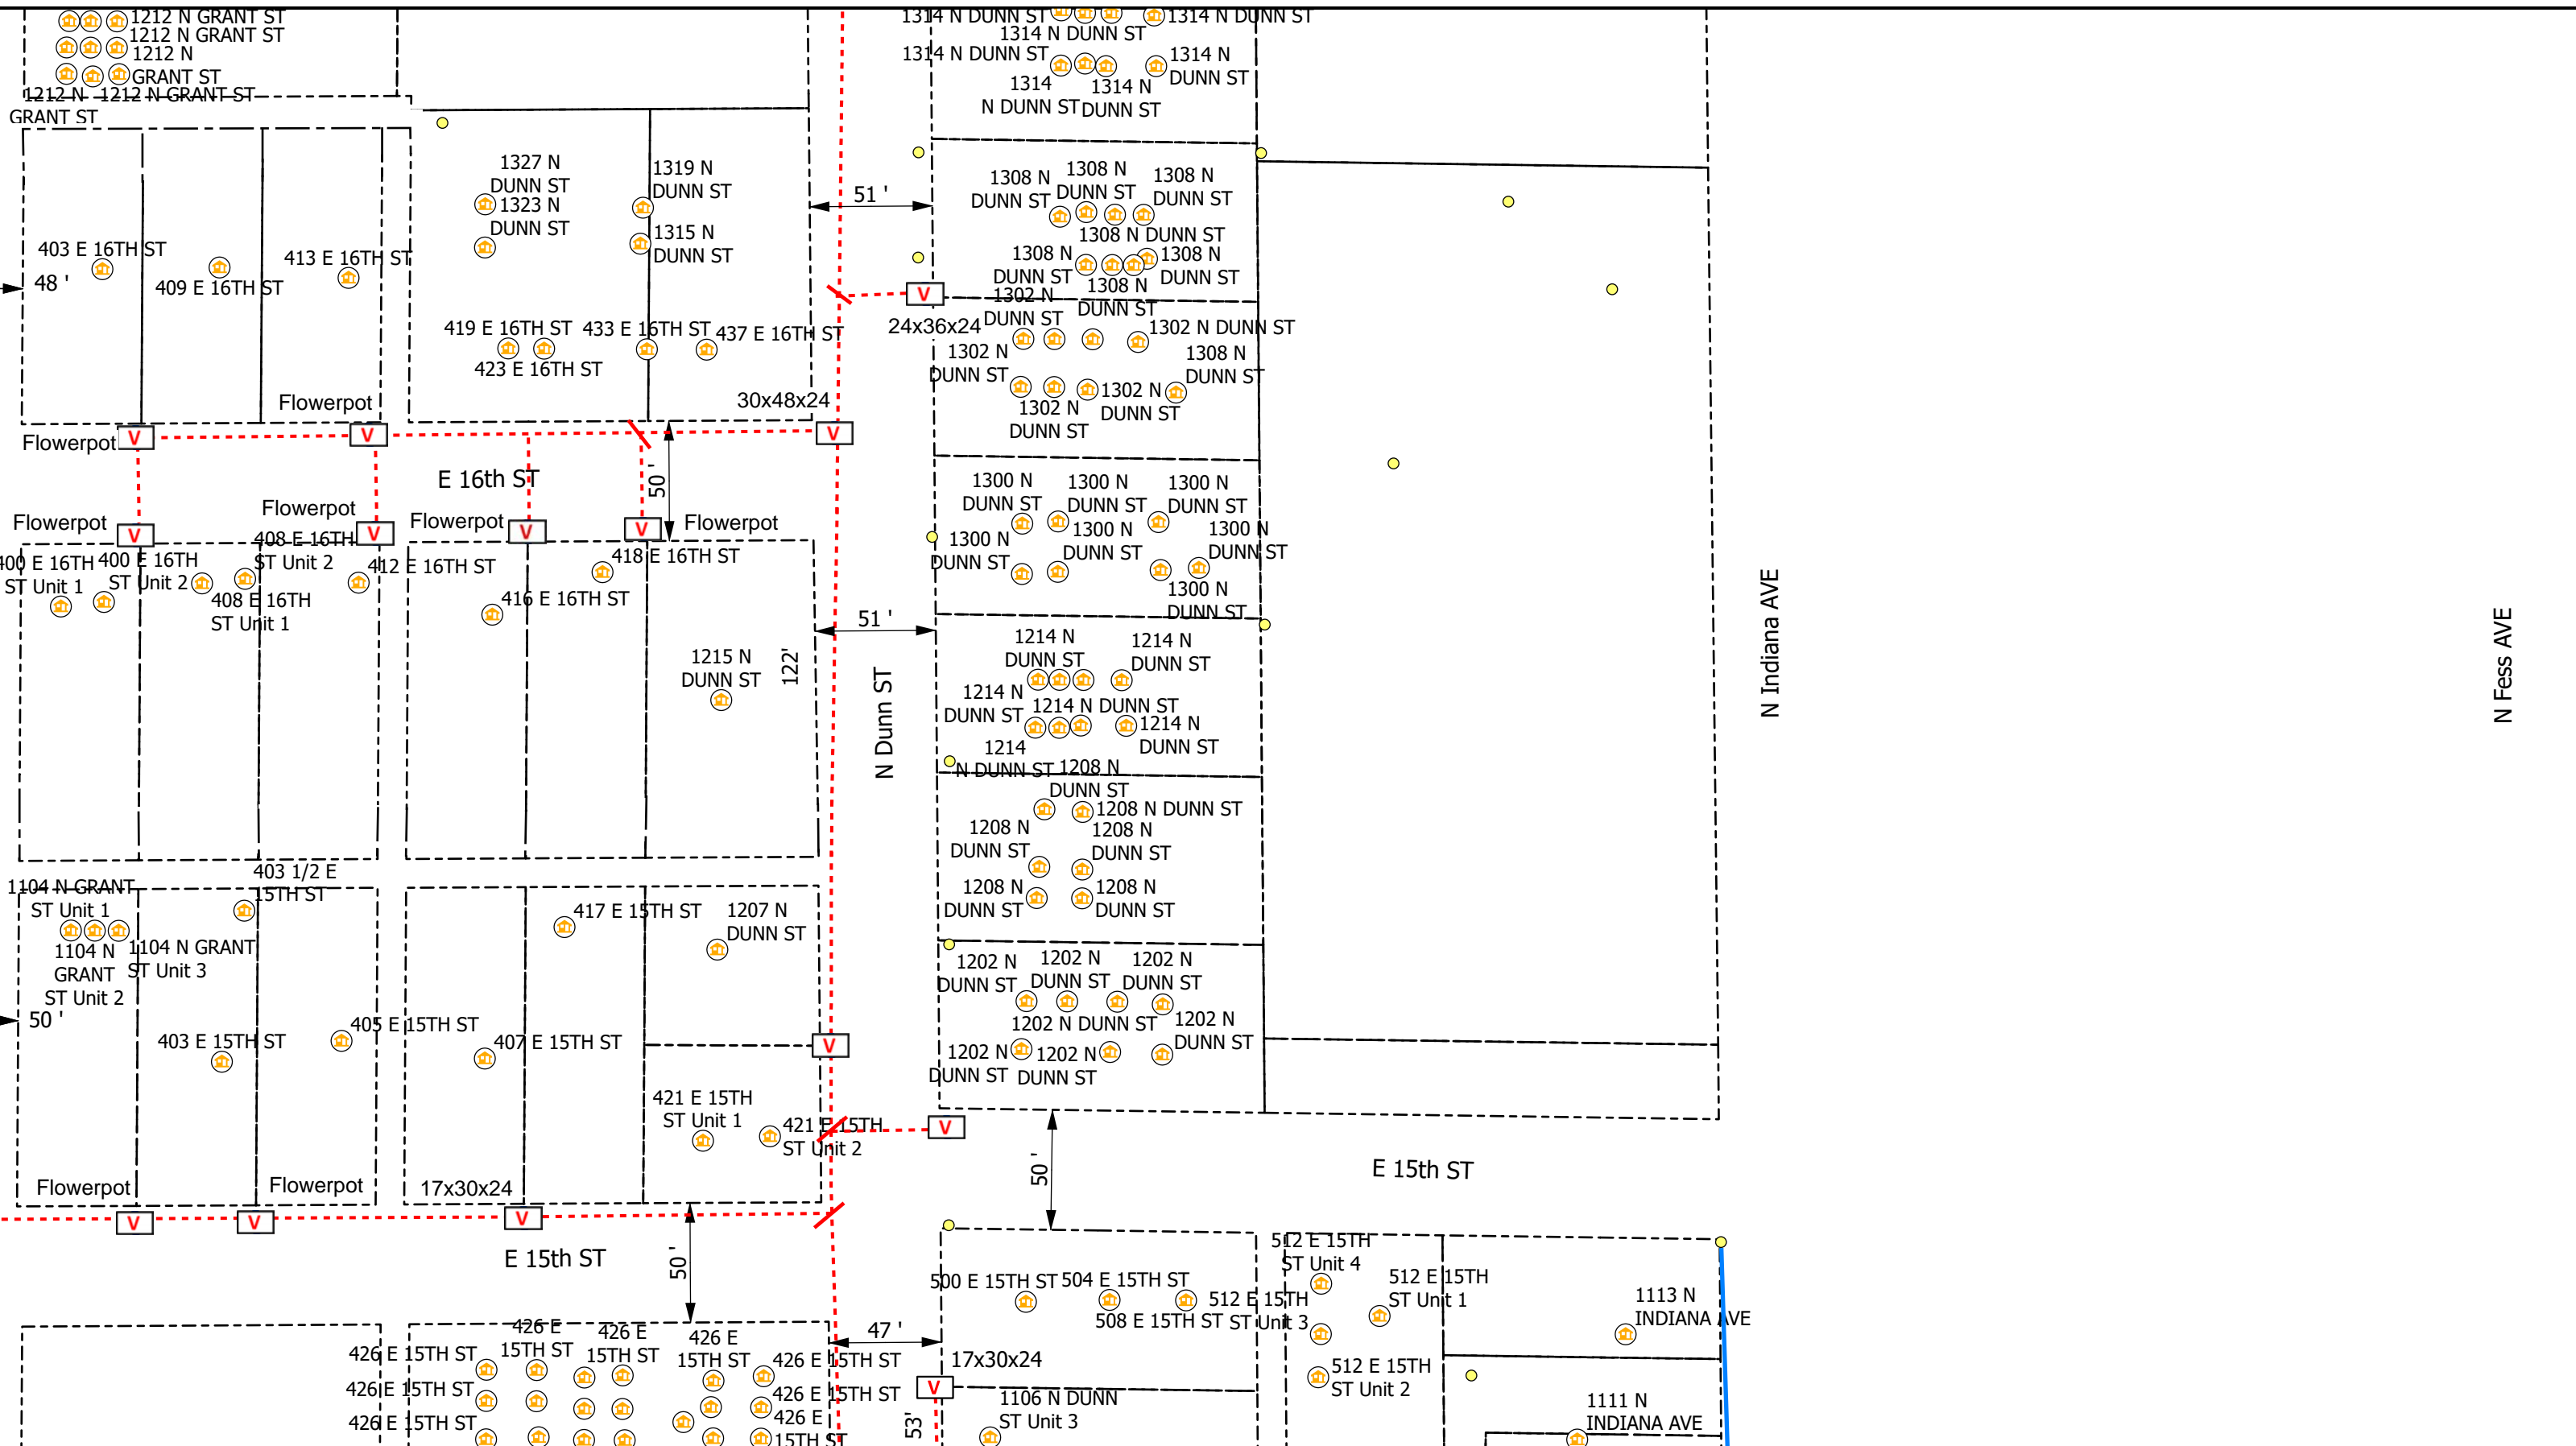 1212 N GRANT ST
1212 N GRANT ST
1212 N
GRANT ST
1212 N
GRANT ST
1212 N GRANT ST
1314 N DUNN ST
1314 N DUNN ST
1314 N DUNN ST
1314 N DUNN ST
1314 N
DUNN ST
1314
N DUNN ST
1314 N
DUNN ST
1327 N
DUNN ST
1323 N
DUNN ST
1319 N
DUNN ST
1315 N
DUNN ST
51 '
1308 N
DUNN ST
1308 N
DUNN ST
1308 N
DUNN ST
1308 N DUNN ST
1308 N
DUNN ST
1308 N
DUNN ST
1308 N
DUNN ST
403 E 16TH ST
48 '
409 E 16TH ST
413 E 16TH ST
V
24x36x24
1302 N
DUNN ST
1302 N DUNN ST
1302 N
DUNN ST
1308 N
DUNN ST
1302 N
DUNN ST
1302 N
DUNN ST
419 E 16TH ST
433 E 16TH ST
437 E 16TH ST
423 E 16TH ST
Flowerpot
30x48x24
Flowerpot
V
V
V
E 16th ST
50 '
1300 N
DUNN ST
1300 N
DUNN ST
1300 N
DUNN ST
1300 N
DUNN ST
1300 N
DUNN ST
1300 N
DUNN ST
1300 N
DUNN ST
Flowerpot
Flowerpot
Flowerpot
Flowerpot
V
V
V
V
400 E 16TH
ST Unit 1
400 E 16TH
ST Unit 2
408 E 16TH
ST Unit 2
408 E 16TH
ST Unit 1
412 E 16TH ST
416 E 16TH ST
418 E 16TH ST
51 '
1215 N
DUNN ST
122'
N Dunn ST
1214 N
DUNN ST
1214 N
DUNN ST
1214 N
DUNN ST
1214 N DUNN ST
1214 N
DUNN ST
1214
N DUNN ST
N Indiana AVE
N Fess AVE
1208 N
DUNN ST
1208 N DUNN ST
1208 N
DUNN ST
1208 N
DUNN ST
1208 N
DUNN ST
1208 N
DUNN ST
1104 N GRANT
ST Unit 1
1104 N
GRANT
ST Unit 2
1104 N GRANT
ST Unit 3
403 1/2 E
15TH ST
417 E 15TH ST
1207 N
DUNN ST
50 '
403 E 15TH ST
405 E 15TH ST
407 E 15TH ST
1202 N
DUNN ST
1202 N
DUNN ST
1202 N
DUNN ST
1202 N DUNN ST
1202 N
DUNN ST
1202 N
DUNN ST
1202 N
DUNN ST
V
421 E 15TH
ST Unit 1
421 E 15TH
ST Unit 2
V
50 '
E 15th ST
Flowerpot
Flowerpot
17x30x24
V
V
V
E 15th ST
50 '
500 E 15TH ST
504 E 15TH ST
508 E 15TH ST
512 E 15TH
ST Unit 4
512 E 15TH
ST Unit 1
512 E 15TH
ST Unit 3
512 E 15TH
ST Unit 2
1113 N
INDIANA AVE
1111 N
INDIANA AVE
47 '
17x30x24
V
53'
1106 N DUNN
ST Unit 3
426 E 15TH ST
426 E
15TH ST
426 E
15TH ST
426 E
15TH ST
426 E 15TH ST
426 E 15TH ST
426 E 15TH ST
426 E 15TH ST
426 E
15TH ST